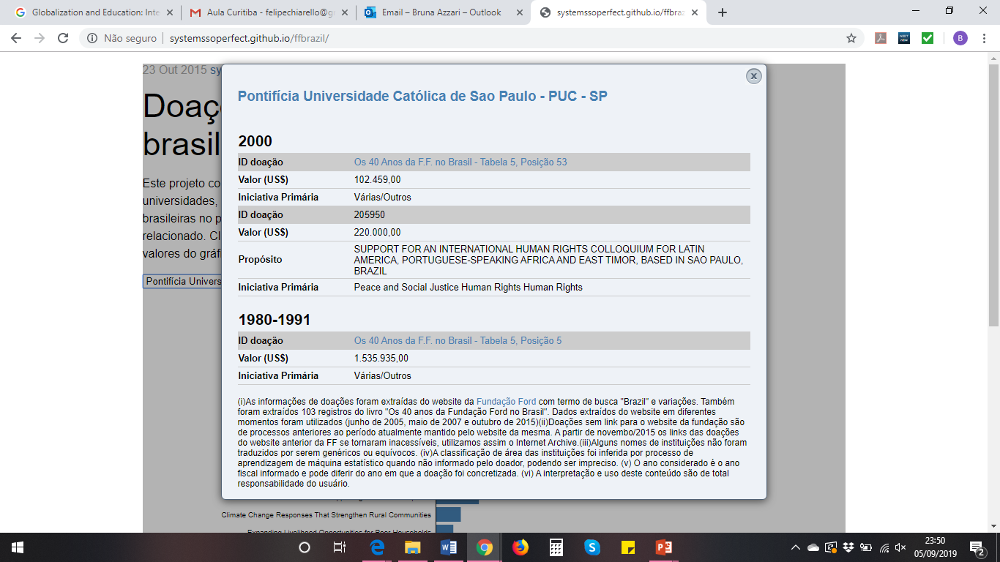 Globalization and Education: Inte
Aula Curitiba - felipechiarello@g
Email – Bruna Azzari – Outlook
systemssoperfect.github.io/ffbraz
Não seguro | systemssoperfect.github.io/ffbrazil/
B
23 Out 2015 sy
Doaç
brasil
Este projeto co
universidades,
brasileiras no p
relacionado. Cl
valores do gráfi
Pontifícia Univers
x
Pontifícia Universidade Católica de Sao Paulo - PUC - SP
2000
ID doação Os 40 Anos da F.F. no Brasil - Tabela 5, Posição 53
Valor (US$) 102.459,00
Iniciativa Primária Várias/Outros
ID doação 205950
Valor (US$) 220.000,00
Propósito SUPPORT FOR AN INTERNATIONAL HUMAN RIGHTS COLLOQUIUM FOR LATIN
AMERICA, PORTUGUESE-SPEAKING AFRICA AND EAST TIMOR, BASED IN SAO PAULO,
BRAZIL
Iniciativa Primária Peace and Social Justice Human Rights Human Rights
1980-1991
ID doação Os 40 Anos da F.F. no Brasil - Tabela 5, Posição 5
Valor (US$) 1.535.935,00
Iniciativa Primária Várias/Outros
(i)As informações de doações foram extraídas do website da Fundação Ford com termo de busca "Brazil" e variações. Também
foram extraídos 103 registros do livro "Os 40 anos da Fundação Ford no Brasil". Dados extraídos do website em diferentes
momentos foram utilizados (junho de 2005, maio de 2007 e outubro de 2015)(ii)Doações sem link para o website da fundação são
de processos anteriores ao período atualmente mantido pelo website da mesma. A partir de novembo/2015 os links das doações
do website anterior da FF se tornaram inacessíveis, utilizamos assim o Internet Archive.(iii)Alguns nomes de instituições não foram
traduzidos por serem genéricos ou equívocos. (iv)A classificação de área das instituições foi inferida por processo de
aprendizagem de máquina estatístico quando não informado pelo doador, podendo ser impreciso. (v) O ano considerado é o ano
fiscal informado e pode diferir do ano em que a doação foi concretizada. (vi) A interpretação e uso deste conteúdo são de total
responsabilidade do usuário.
Climate Change Responses That Strengthen Rural Communities
Expanding Livelihood Opportunities for Poor Households
23:50
05/09/2019
2